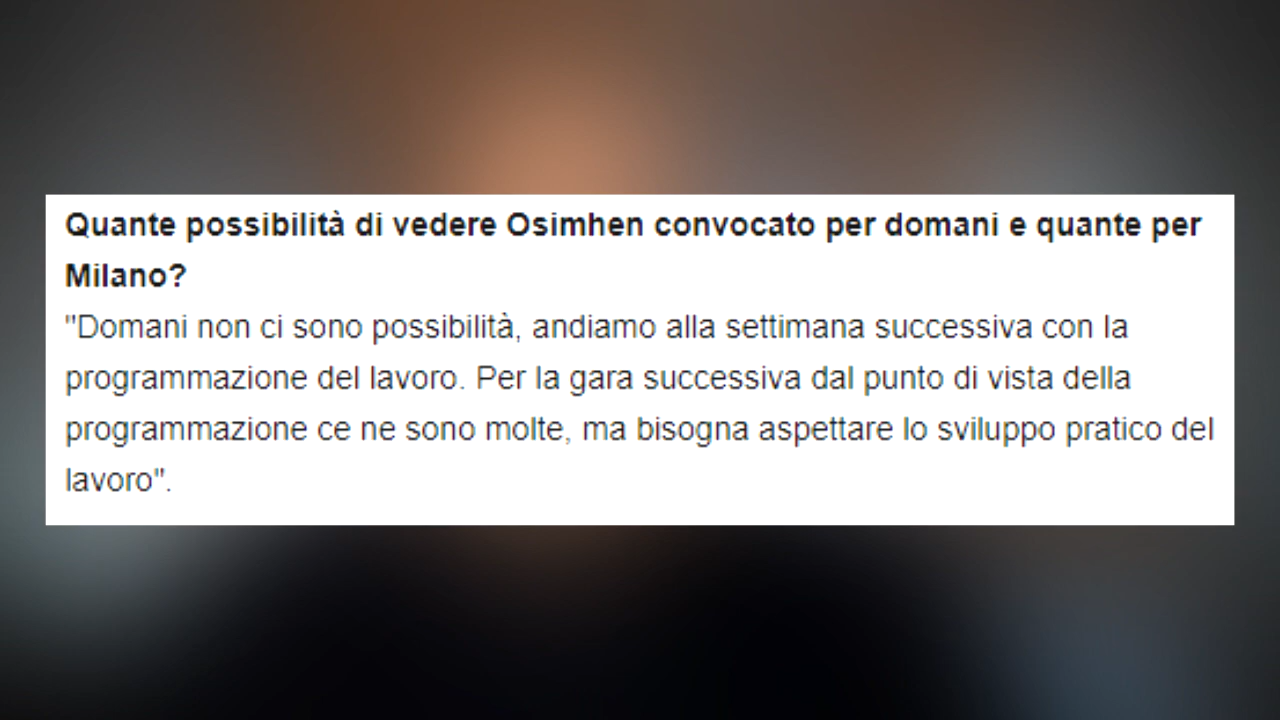 Quante possibilità di vedere Osimhen convocato per domani e quante per
Milano?
"Domani non ci sono possibilità, andiamo alla settimana successiva con la
programmazione del lavoro. Per la gara successiva dal punto di vista della
programmazione ce ne sono molte, ma bisogna aspettare lo sviluppo pratico del
lavoro".